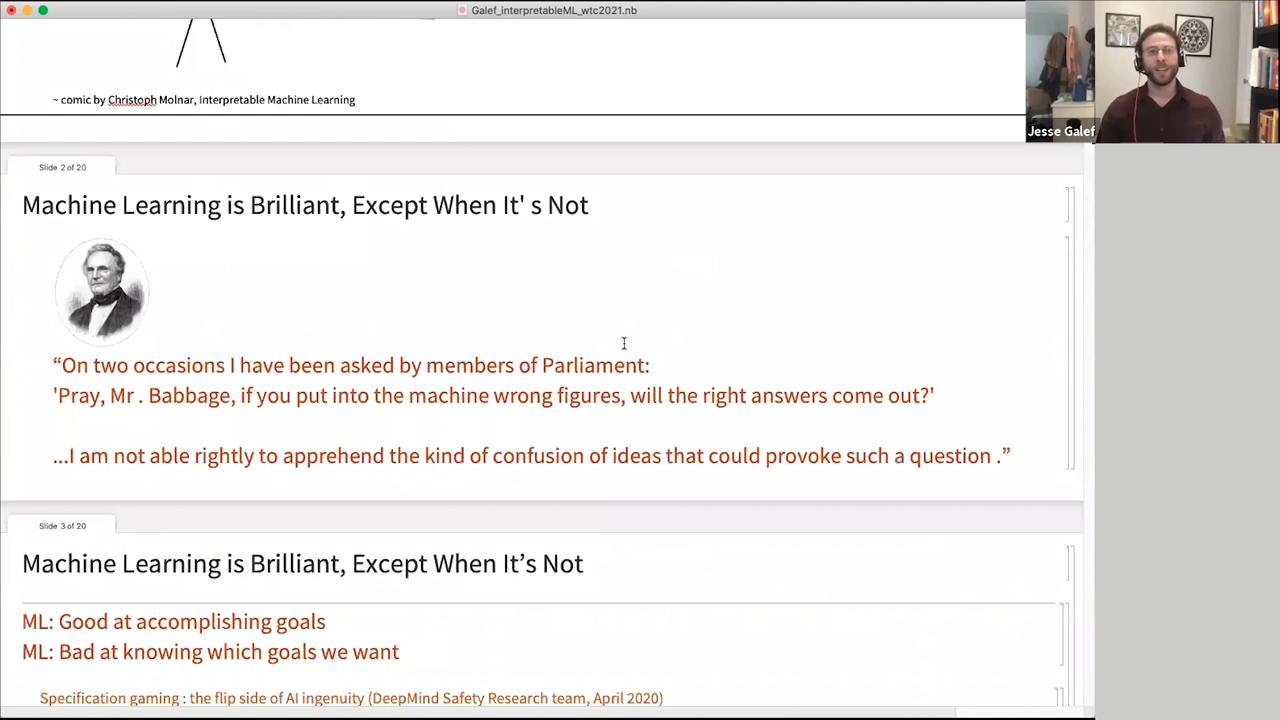 Galef_interpretableML_wtc2021.nb
~ comic by Christoph Molnar, Interpretable Machine Learning
Jesse Galef
Slide 2 of 20
Machine Learning is Brilliant, Except When It' s Not
“On two occasions I have been asked by members of Parliament:
'Pray, Mr . Babbage, if you put into the machine wrong figures, will the right answers come out?'
...I am not able rightly to apprehend the kind of confusion of ideas that could provoke such a question .”
Slide 3 of 20
Machine Learning is Brilliant, Except When It’s Not
ML: Good at accomplishing goals
ML: Bad at knowing which goals we want
Specification gaming : the flip side of AI ingenuity (DeepMind Safety Research team, April 2020)